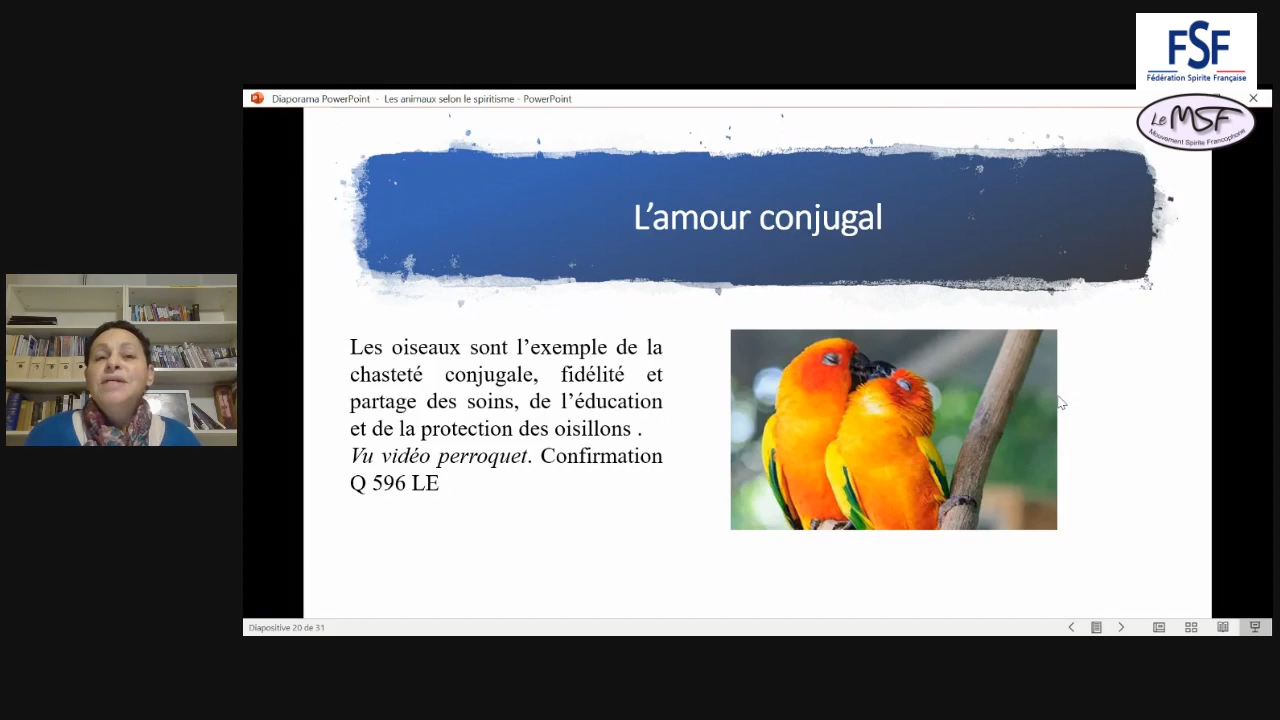 FSF
Fédération Spirite Française
Diaporama PowerPoint - Les animaux selon le spiritisme - PowerPoint
Le MSF
Mouvement Spirite Francophone
L’amour conjugal
Les oiseaux sont l’exemple de la
chasteté conjugale, fidélité et
partage des soins, de l’éducation
et de la protection des oisillons .
Vu vidéo perroquet. Confirmation
Q 596 LE
Diapositive 20 de 31